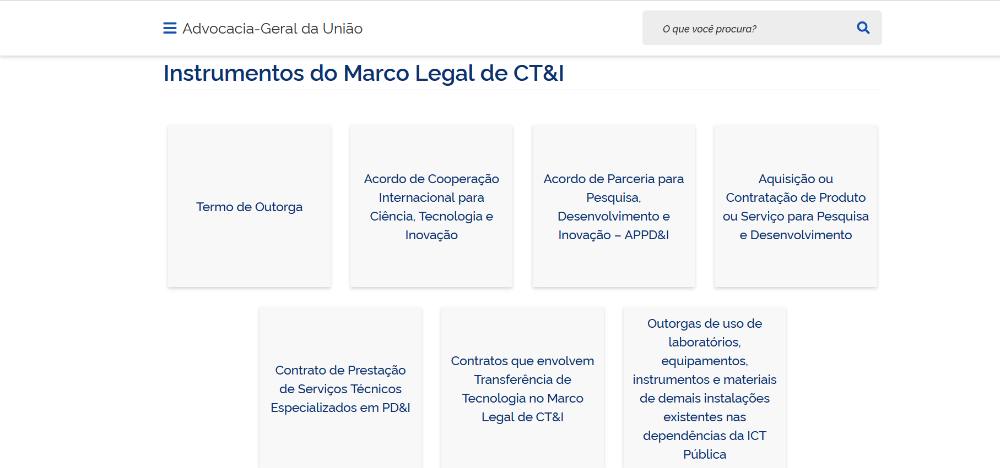 Advocacia-Geral da União
O que você procura?
Instrumentos do Marco Legal de CT&I
Termo de Outorga
Acordo de Cooperação
Internacional para
Ciência, Tecnologia e
Inovação
Acordo de Parceria para
Pesquisa,
Desenvolvimento e
Inovação – APPD&I
Aquisição ou
Contratação de Produto
ou Serviço para Pesquisa
e Desenvolvimento
Contrato de Prestação
de Serviços Técnicos
Especializados em PD&I
Contratos que envolvem
Transferência de
Tecnologia no Marco
Legal de CT&I
Outorgas de uso de
laboratórios,
equipamentos,
instrumentos e materiais
de demais instalações
existentes nas
dependências da ICT
Pública